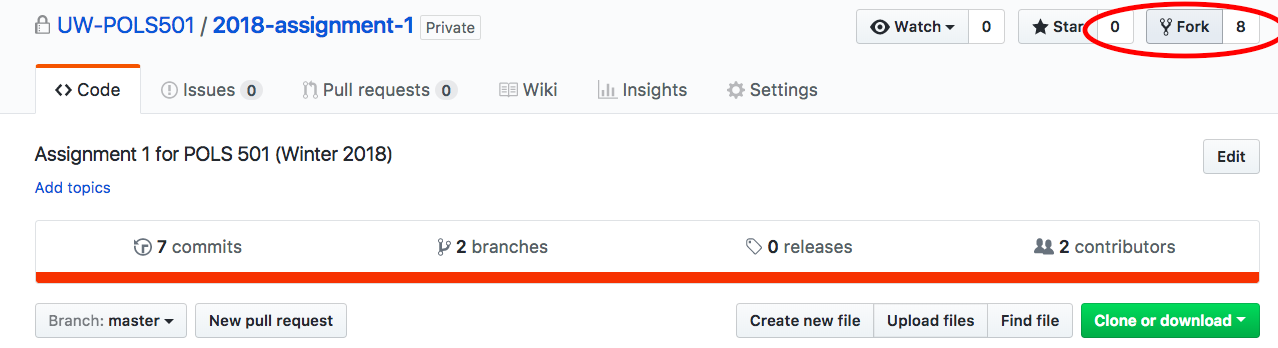 UW-POLS501 / 2018-assignment-1 Private Watch 0 Star 0 Fork 8
Code Issues 0 Pull requests 0 Wiki Insights Settings
Assignment 1 for POLS 501 (Winter 2018) Edit
Add topics
7 commits 2 branches 0 releases 2 contributors
Branch: master New pull request Create new file Upload files Find file Clone or download